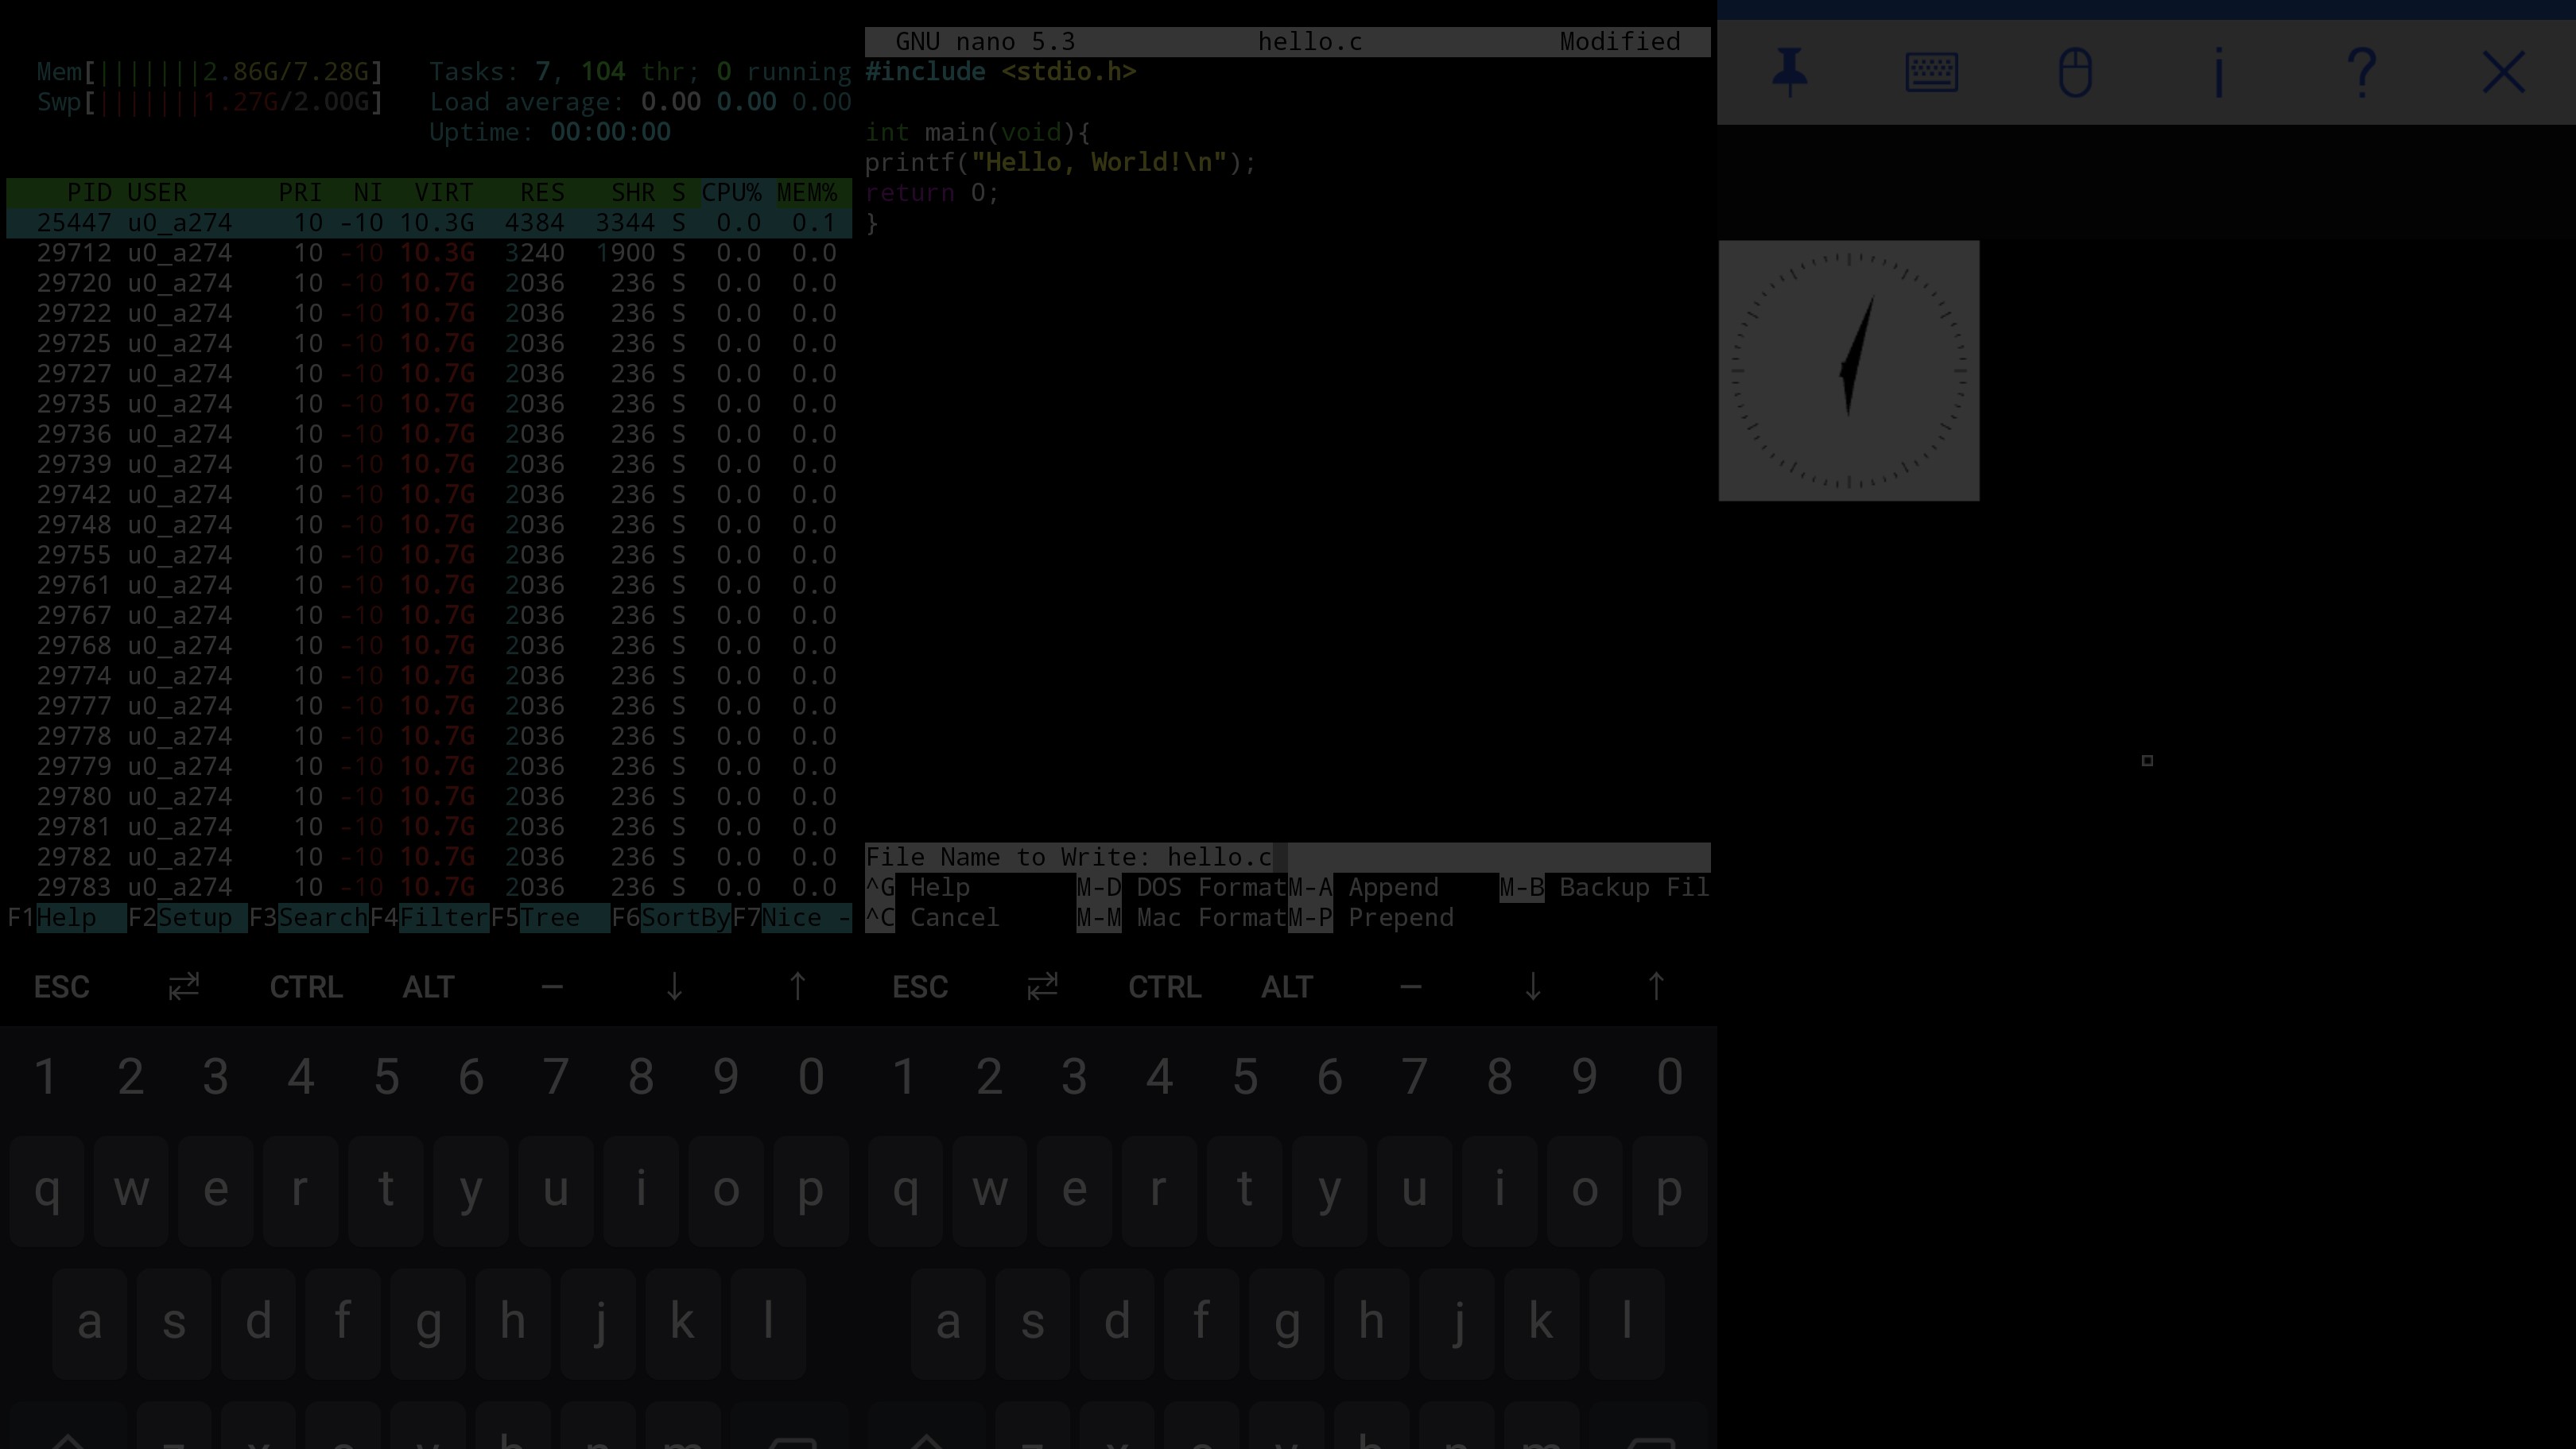 Mem[|||||||2.86G/7.28G] Tasks: 7, 104 thr; 0 running
Swp[|||||||1.27G/2.00G] Load average: 0.00 0.00 0.00
Uptime: 00:00:00
PID USER PRI NI VIRT RES SHR S CPU% MEM%
25447 u0_a274 10 -10 10.3G 4384 3344 S 0.0 0.1
29712 u0_a274 10 -10 10.3G 3240 1900 S 0.0 0.0
29720 u0_a274 10 -10 10.7G 2036 236 S 0.0 0.0
29722 u0_a274 10 -10 10.7G 2036 236 S 0.0 0.0
29725 u0_a274 10 -10 10.7G 2036 236 S 0.0 0.0
29727 u0_a274 10 -10 10.7G 2036 236 S 0.0 0.0
29735 u0_a274 10 -10 10.7G 2036 236 S 0.0 0.0
29736 u0_a274 10 -10 10.7G 2036 236 S 0.0 0.0
29739 u0_a274 10 -10 10.7G 2036 236 S 0.0 0.0
29742 u0_a274 10 -10 10.7G 2036 236 S 0.0 0.0
29748 u0_a274 10 -10 10.7G 2036 236 S 0.0 0.0
29755 u0_a274 10 -10 10.7G 2036 236 S 0.0 0.0
29761 u0_a274 10 -10 10.7G 2036 236 S 0.0 0.0
29767 u0_a274 10 -10 10.7G 2036 236 S 0.0 0.0
29768 u0_a274 10 -10 10.7G 2036 236 S 0.0 0.0
29774 u0_a274 10 -10 10.7G 2036 236 S 0.0 0.0
29777 u0_a274 10 -10 10.7G 2036 236 S 0.0 0.0
29778 u0_a274 10 -10 10.7G 2036 236 S 0.0 0.0
29779 u0_a274 10 -10 10.7G 2036 236 S 0.0 0.0
29780 u0_a274 10 -10 10.7G 2036 236 S 0.0 0.0
29781 u0_a274 10 -10 10.7G 2036 236 S 0.0 0.0
29782 u0_a274 10 -10 10.7G 2036 236 S 0.0 0.0
29783 u0_a274 10 -10 10.7G 2036 236 S 0.0 0.0
F1Help F2Setup F3SearchF4FilterF5Tree F6SortByF7Nice -
ESC ⇄ CTRL ALT — ↓ ↑
1 2 3 4 5 6 7 8 9 0
q w e r t y u i o p
a s d f g h j k l
GNU nano 5.3 hello.c Modified
#include <stdio.h>
int main(void){
printf("Hello, World!\n");
return 0;
}
File Name to Write: hello.c
^G Help M-D DOS FormatM-A Append M-B Backup Fil
^C Cancel M-M Mac FormatM-P Prepend
ESC ⇄ CTRL ALT — ↓ ↑
1 2 3 4 5 6 7 8 9 0
q w e r t y u i o p
a s d f g h j k l
i ?